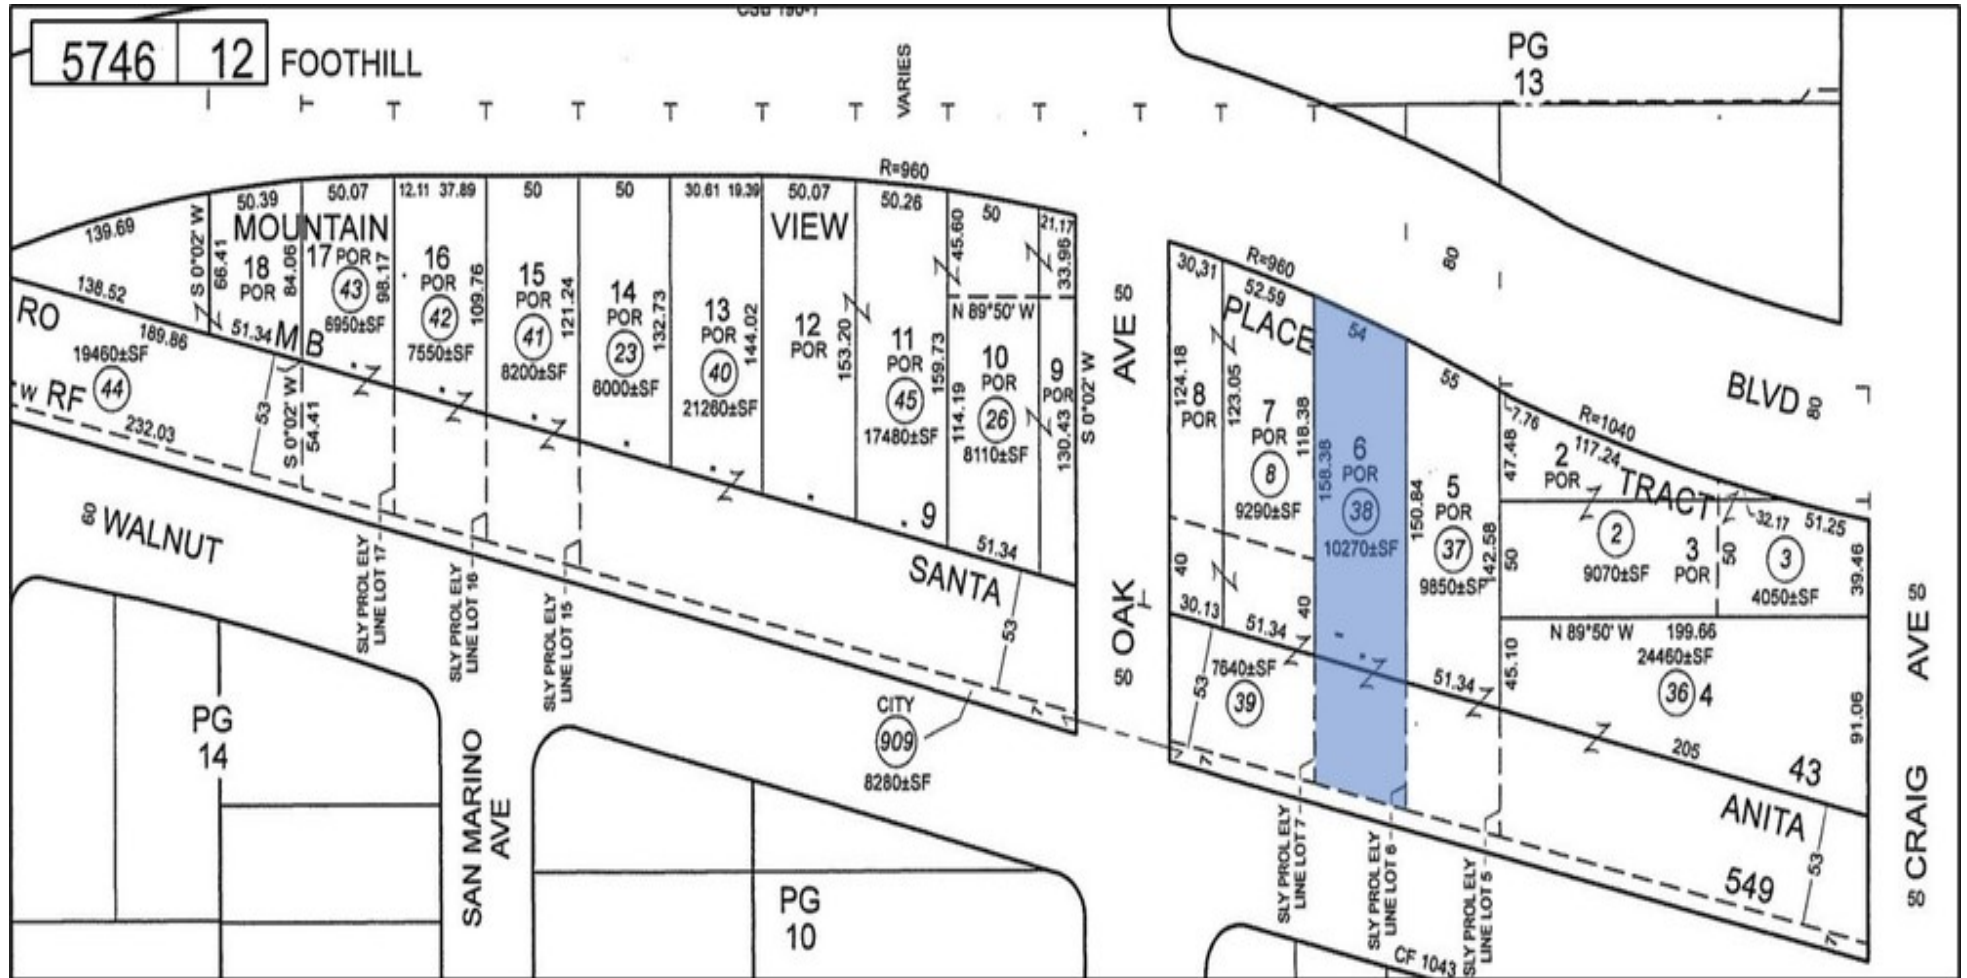 CSB 190-1
5746 12 FOOTHILL
VARIES
PG
13
R=960
139.69
50.39
50.07
12.11 37.89
50
50
30.61 19.39
50.07
50.26
50
21.17
MOUNTAIN
VIEW
S 0°02' W
66.41
18
POR
84.06
17 POR
43
6950±SF
98.17
16
POR
42
7550±SF
109.76
15
POR
41
8200±SF
121.24
14
POR
23
6000±SF
132.73
13
POR
40
21260±SF
144.02
12
POR
153.20
11
POR
45
17480±SF
159.73
45.60
N 89°50' W
114.19
10
POR
26
8110±SF
33.96
9
POR
130.43
S 0°02' W
138.52
189.86
51.34
M B
RO
19460±SF
44
W RF
232.03
53
S 0°02' W
54.41
9
51.34
SANTA
53
7
60 WALNUT
SLY PROL ELY
LINE LOT 17
SLY PROL ELY
LINE LOT 16
SLY PROL ELY
LINE LOT 15
CITY
909
8280±SF
PG
14
SAN MARINO
AVE
PG
10
50
AVE
OAK
50
30.31
R=960
52.59
PLACE
54
55
80
7.76
R=1040
117.24
BLVD 80
124.18
8
POR
123.05
7
POR
8
9290±SF
118.38
158.38
6
POR
38
10270±SF
150.84
5
POR
37
9850±SF
142.58
47.48
2
POR
TRACT
32.17
51.25
50
2
9070±SF
3
POR
50
3
4050±SF
39.46
40
30.13
51.34
40
7640±SF
39
53
7
51.34
45.10
N 89°50' W 199.66
24460±SF
36 4
91.06
205
43
ANITA
53
549
7
SLY PROL ELY
LINE LOT 7
SLY PROL ELY
LINE LOT 6
SLY PROL ELY
LINE LOT 5
CF 1043
50
AVE
CRAIG
50